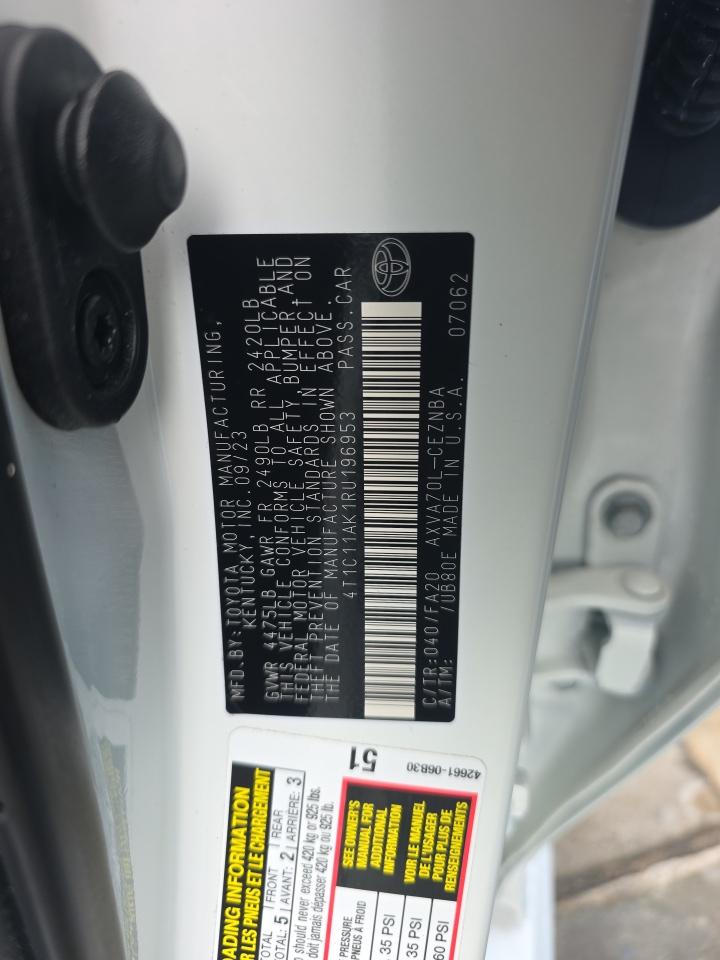 MFD. BY: TOYOTA MOTOR MANUFACTURING,
KENTUCKY, INC. 09/23
GVWR 4475LB GAWR FR 2490LB RR 2420LB
THIS VEHICLE CONFORMS TO ALL APPLICABLE
FEDERAL MOTOR VEHICLE SAFETY, BUMPER AND
THEFT PREVENTION STANDARDS IN EFFECT ON
THE DATE OF MANUFACTURE SHOWN ABOVE.
4T1C11AK1RU196953 PASS. CAR
C/TR: 040/FA20 AXVA70L-CEZNBA
A/TM: /UB80E MADE IN U.S.A. 07062
51
42661-06B30
ADING INFORMATION
R LES PNEUS ET LE CHARGEMENT
TOTAL FRONT REAR
TOTAL: 5 AVANT: 2 ARRIÈRE: 3
should never exceed 420 kg or 925 lbs.
doit jamais dépasser 420 kg ou 925 lb.
PRESSURE
PNEUS À FROID
35 PSI
35 PSI
60 PSI
SEE OWNER'S
MANUAL FOR
ADDITIONAL
INFORMATION
VOIR LE MANUEL
DE L'USAGER
POUR PLUS DE
RENSEIGNEMENTS